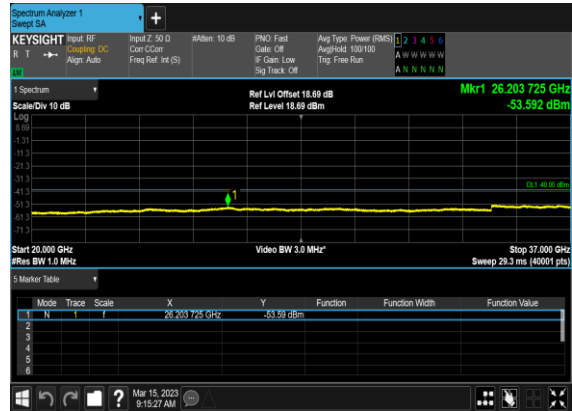 Spectrum Analyzer 1
Swept SA
+
KEYSIGHT Input: RF Input Z: 50 Ω #Atten: 10 dB PNO: Fast Avg Type: Power (RMS) 1 2 3 4 5 6
R T Coupling: DC Corr CCorr Gate: Off Avg|Hold: 100/100 A W W W W W
Align: Auto Freq Ref: Int (S) IF Gain: Low Trig: Free Run
LW Sig Track: Off A N N N N N
1 Spectrum Ref Lvl Offset 18.69 dB Mkr1 26.203 725 GHz
Scale/Div 10 dB Ref Level 18.69 dBm -53.592 dBm
Log
8.69
-1.31
-11.3
-21.3
-31.3
DL1 -40.00 dBm
-41.3
1
-51.3
-61.3
-71.3
Start 20.000 GHz Video BW 3.0 MHz* Stop 37.000 GHz
#Res BW 1.0 MHz Sweep 29.3 ms (40001 pts)
5 Marker Table
Mode Trace Scale X Y Function Function Width Function Value
1 N 1 f 26.203 725 GHz -53.59 dBm
2
3
4
5
6
? Mar 15, 2023
9:15:27 AM